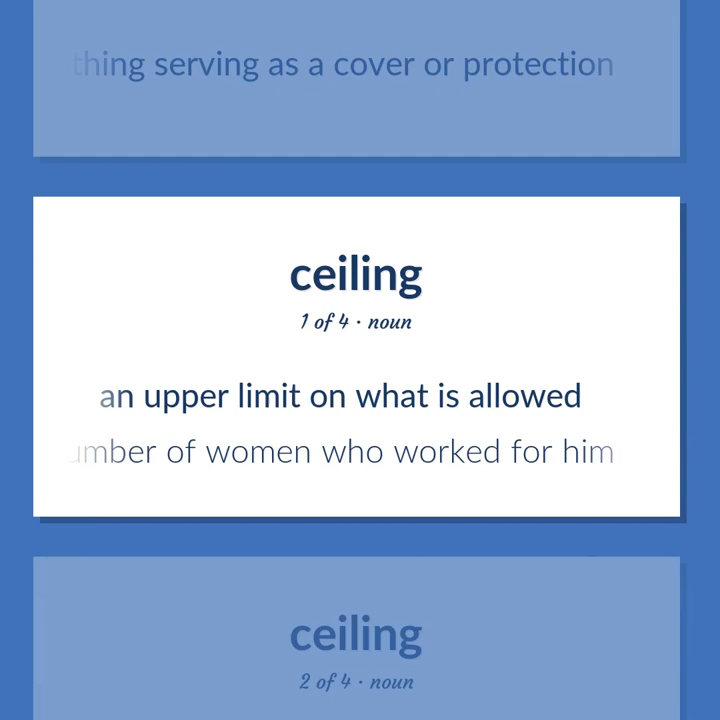 thing serving as a cover or protection
ceiling
1 of 4 · noun
an upper limit on what is allowed
of women who worked for him
ceiling
2 of 4 · noun